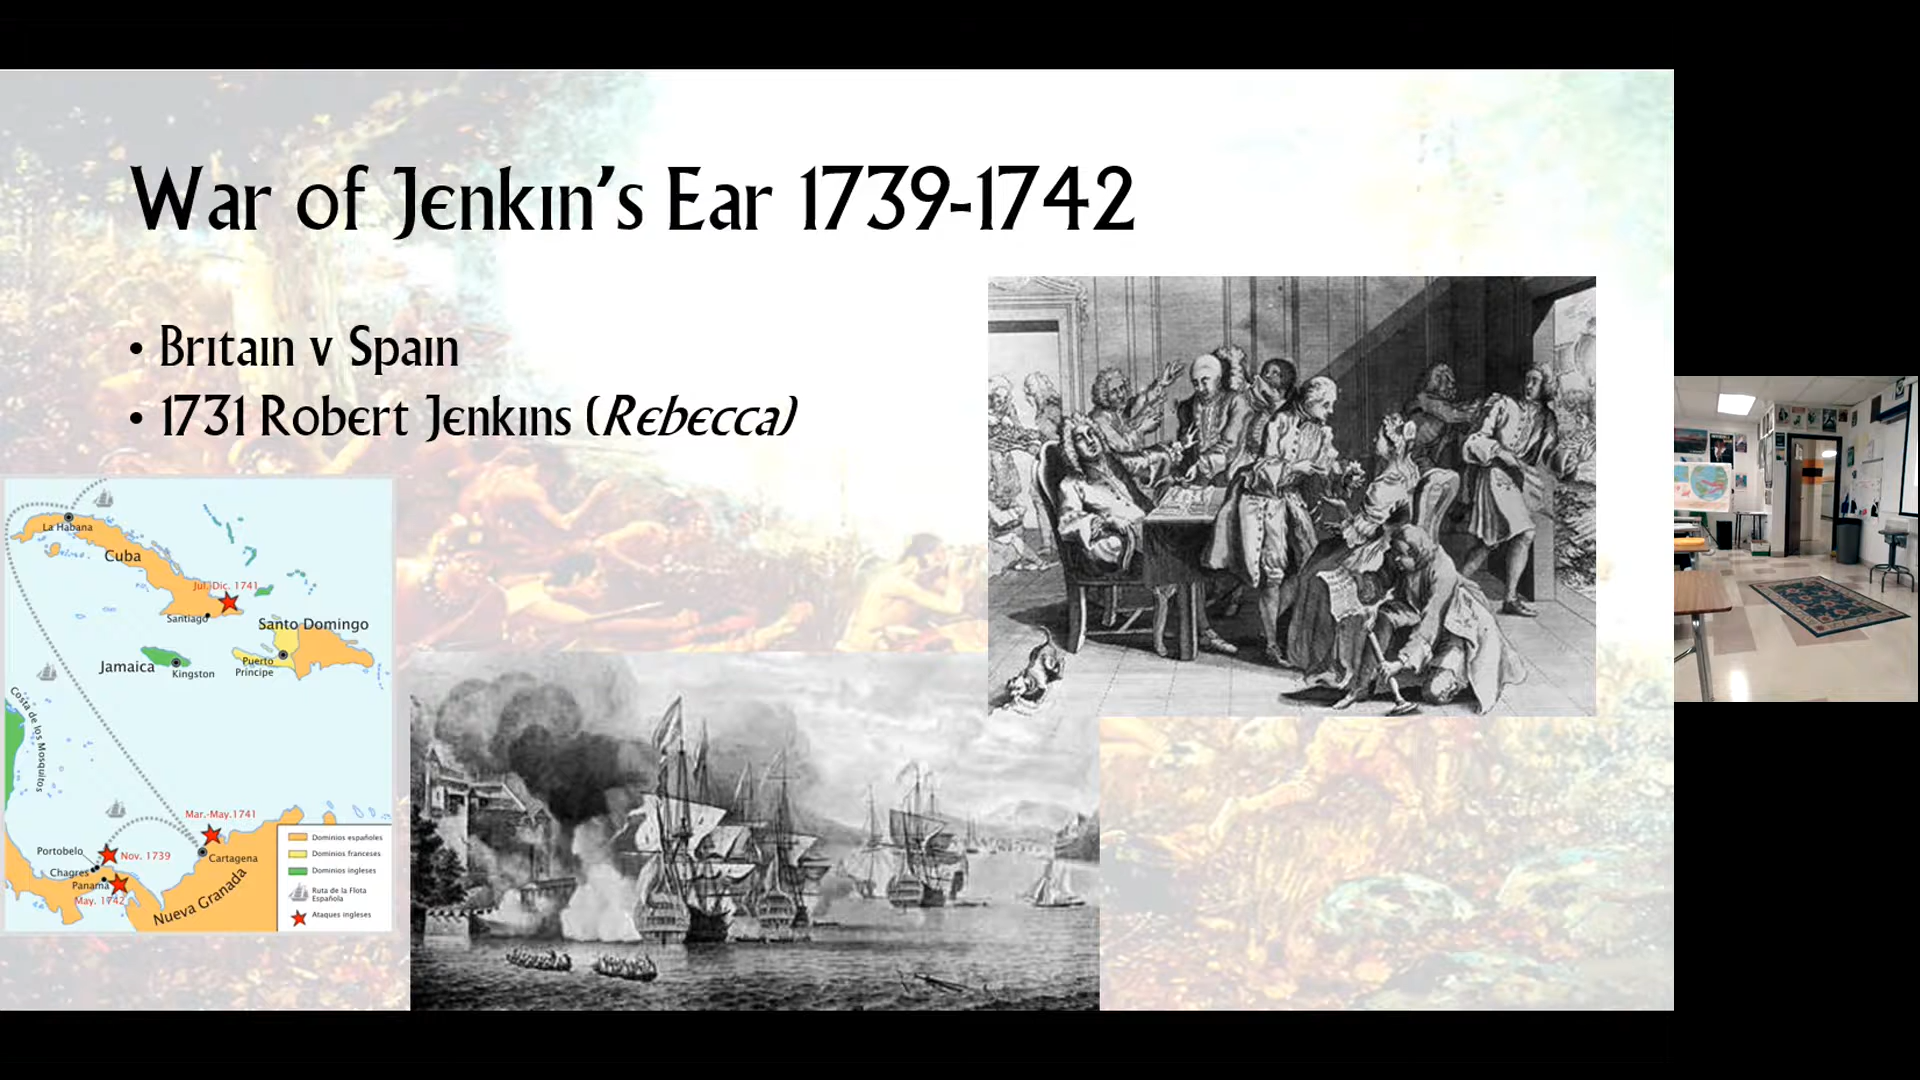 War of Jenkin's Ear 1739-1742
• Britain v Spain
• 1731 Robert Jenkins (Rebecca)
La Habana
Cuba
Jul.-Dic. 1741
Santiago
Santo Domingo
Jamaica
Kingston
Puerto
Príncipe
Costa de los Mosquitos
Mar.-May.1741
Portobelo
Nov. 1739
Cartagena
Chagres
Panamá
May. 1742
Nueva Granada
Dominios españoles
Dominios franceses
Dominios ingleses
Ruta de la Flota
Española
Ataques ingleses